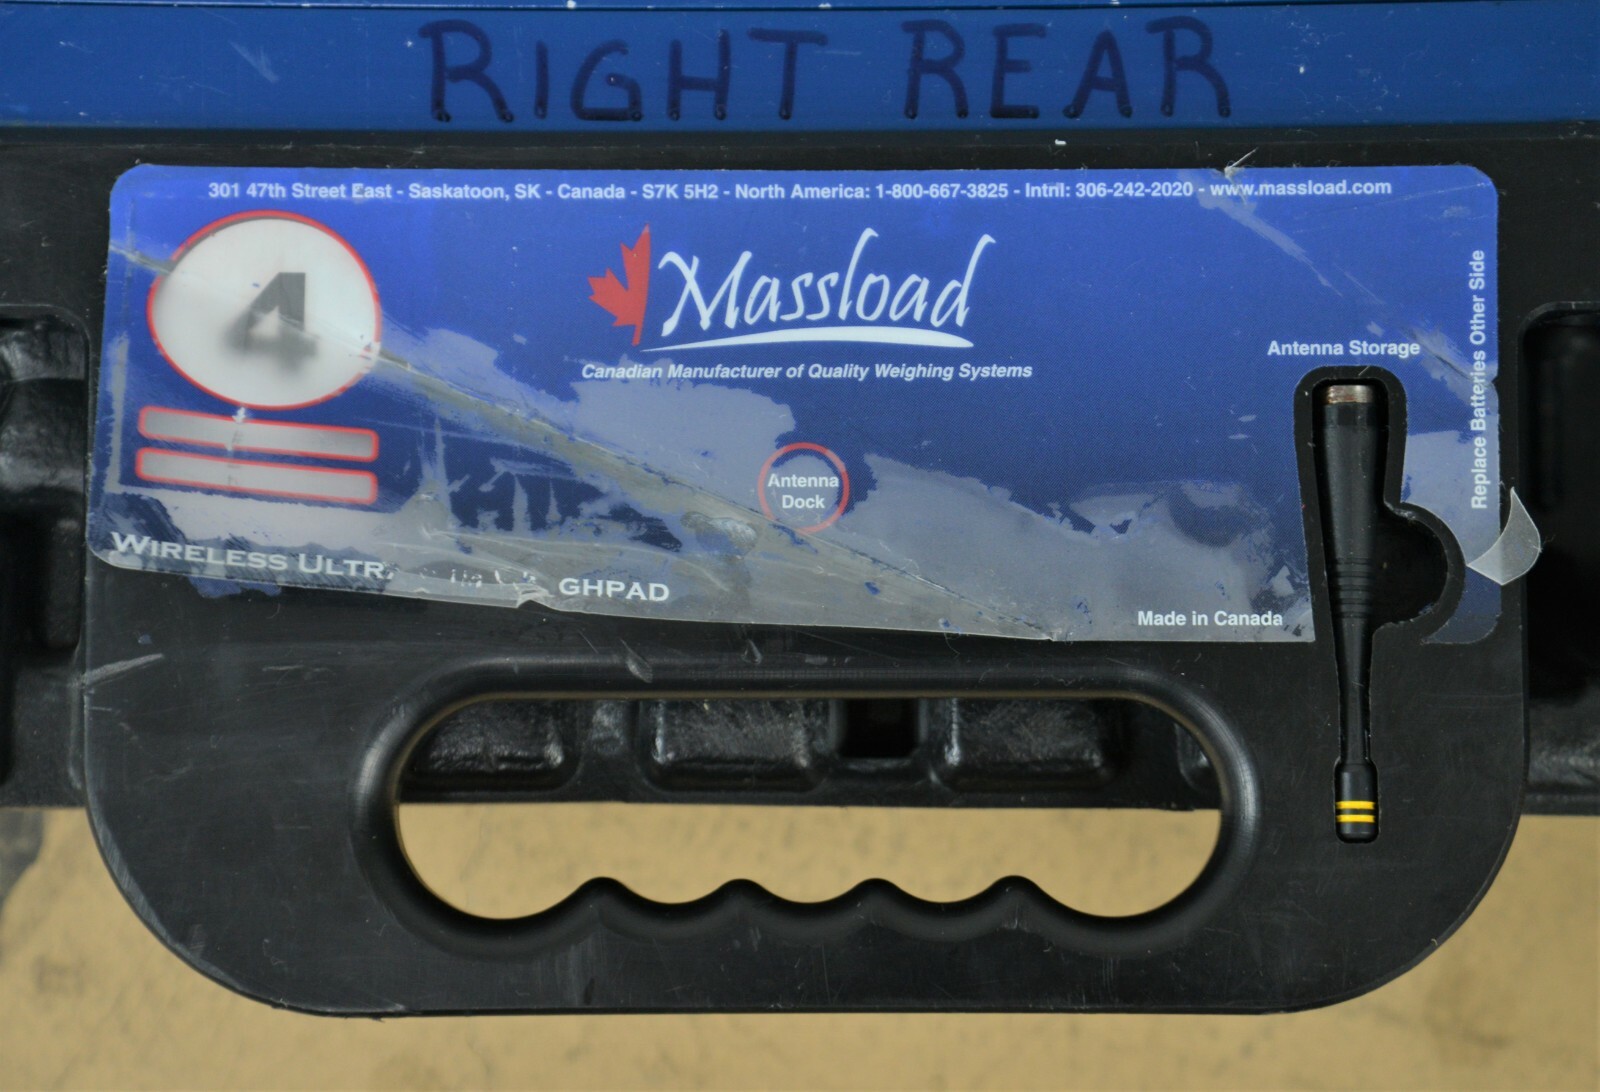 RIGHT REAR
301 47th Street East - Saskatoon, SK - Canada - S7K 5H2 - North America: 1-800-667-3825 - Intnl: 306-242-2020 - www.massload.com
4
Massload
Canadian Manufacturer of Quality Weighing Systems
Antenna Storage
Replace Batteries Other Side
Antenna
Dock
WIRELESS
Made in Canada